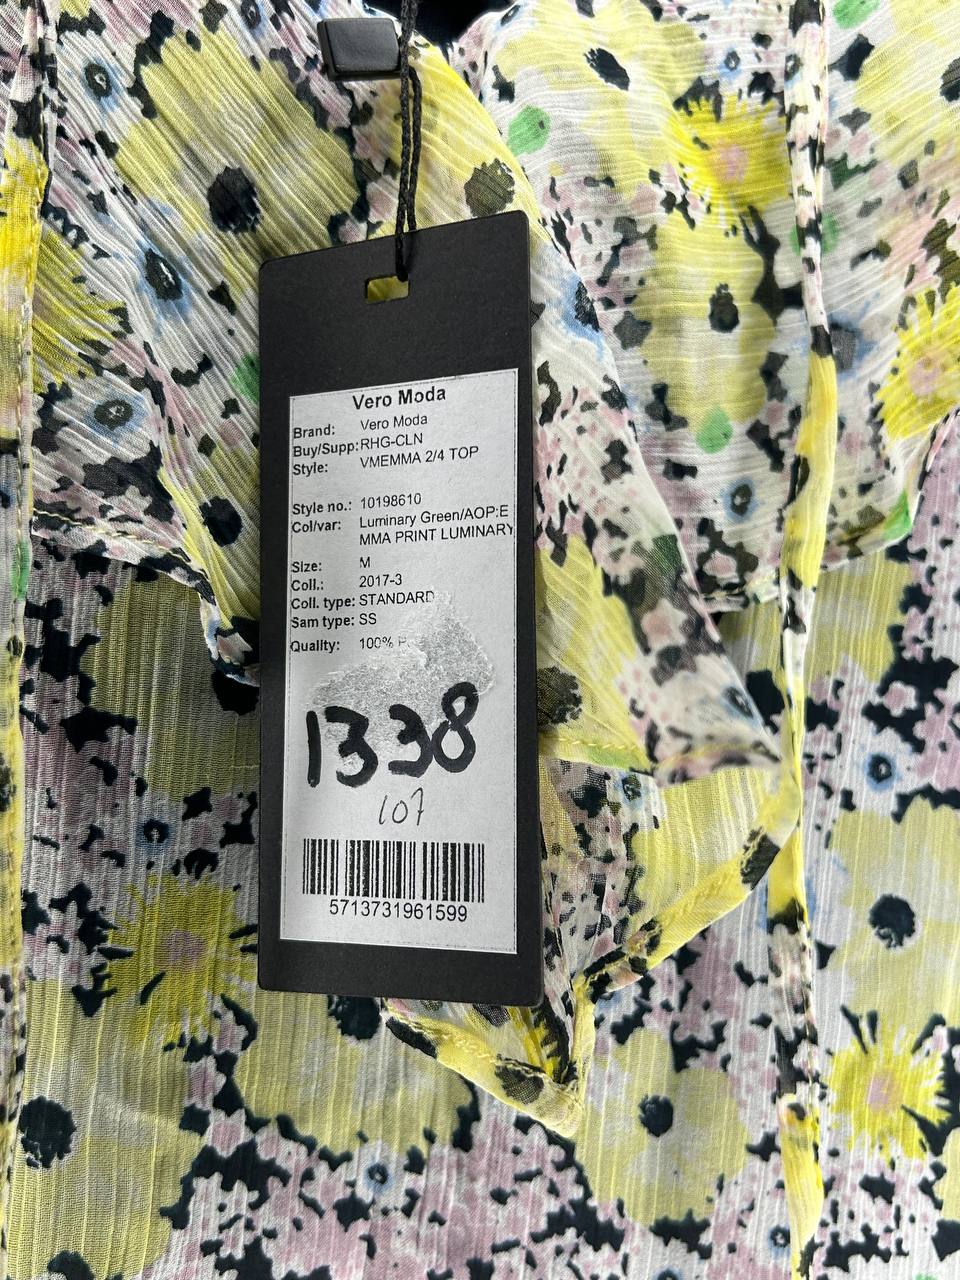 Vero Moda
Brand: Vero Moda
Buy/Supp: RHG-CLN
Style: VMEMMA 2/4 TOP
Style no.: 10198610
Col/var: Luminary Green/AOP:E
MMA PRINT LUMINARY
Size: M
Coll.: 2017-3
Coll. type: STANDARD
Sam type: SS
Quality: 100%
1338
107
5713731961599